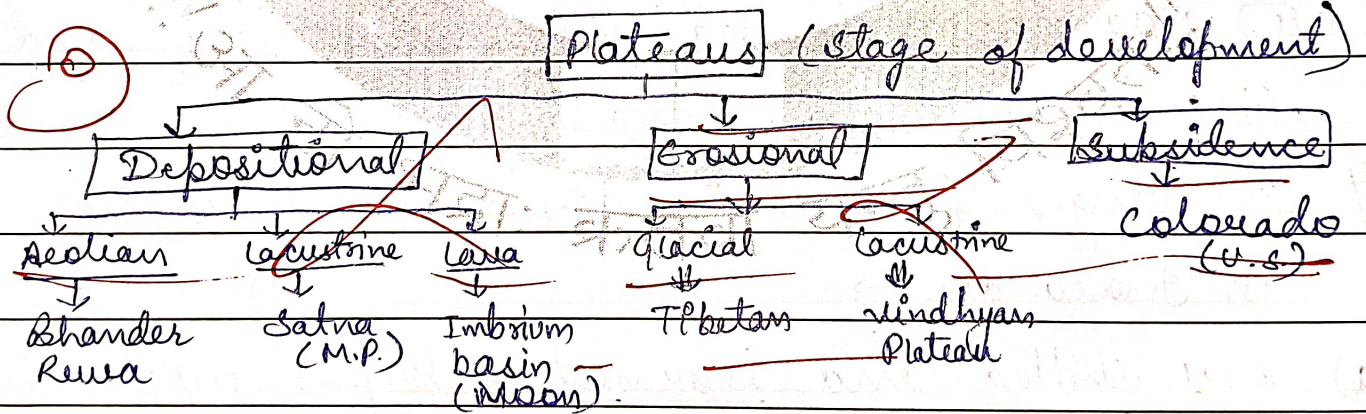 Plateaus (stage of development)
Depositional Erosional Subsidence
Aeolian Lacustrine Lava Glacial Lacustrine Colorado
(U.S.)
Bhander Satna Imbrium Tibetan Vindhyan
Rewa (M.P.) basin Plateau
(Moon).